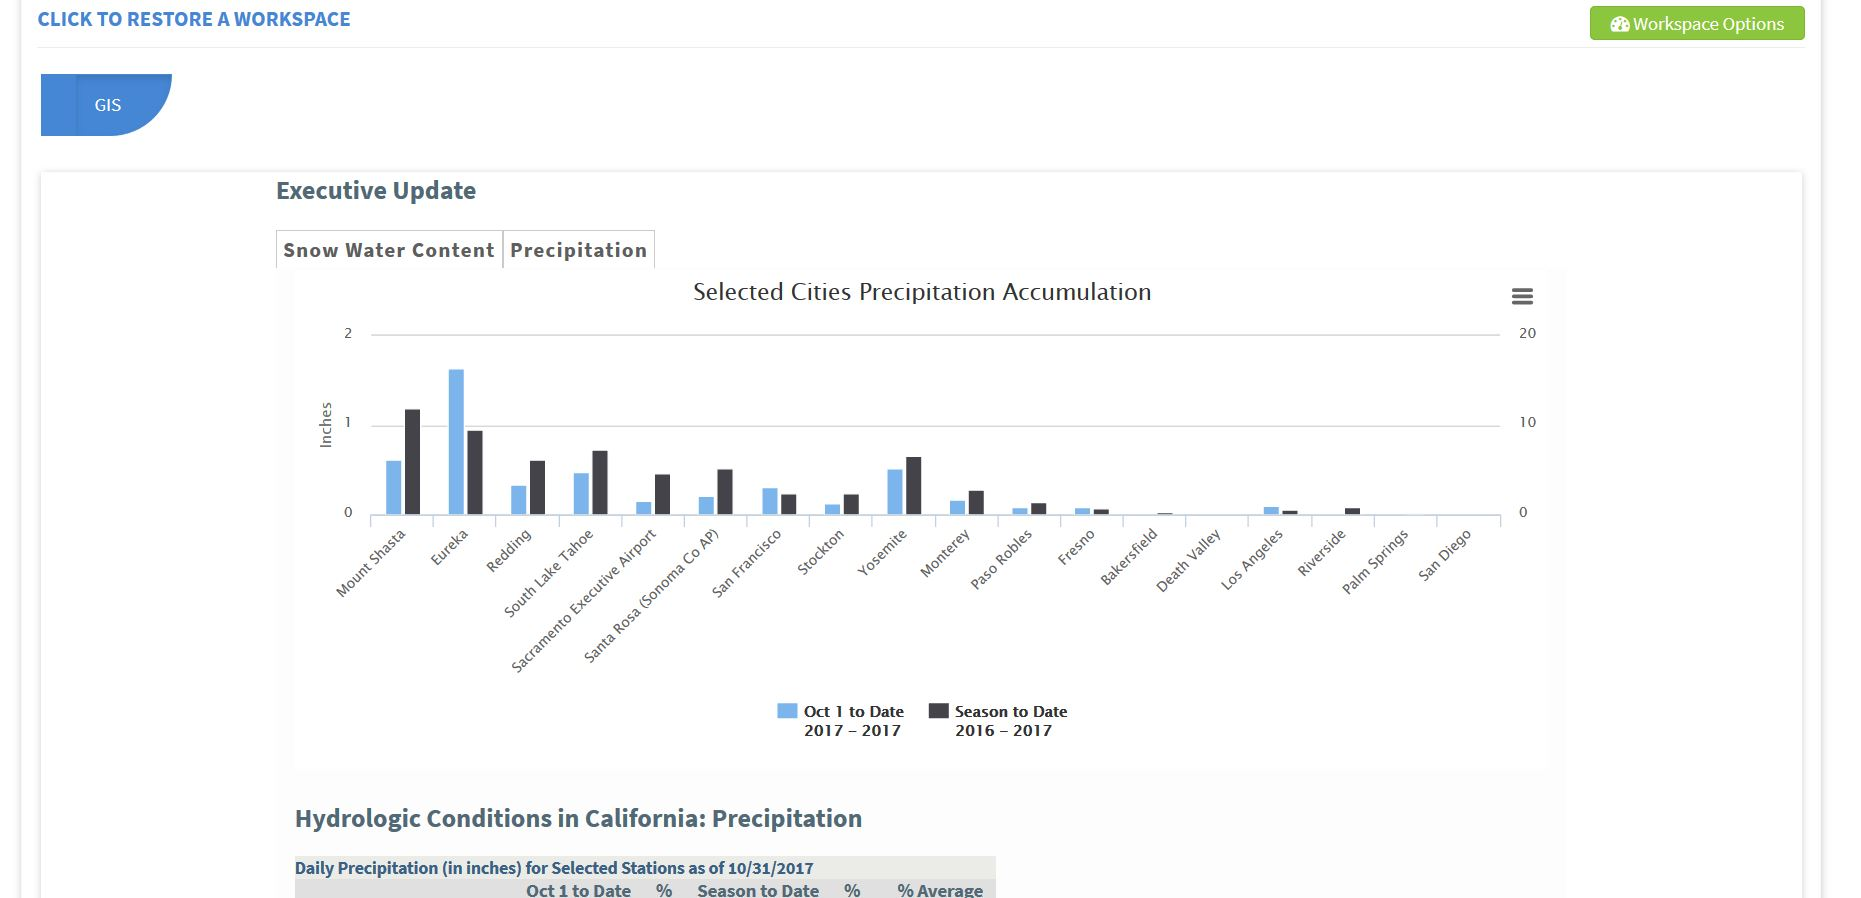 CLICK TO RESTORE A WORKSPACE
Workspace Options
GIS
Executive Update
Snow Water Content
Precipitation
Selected Cities Precipitation Accumulation
2
20
Inches
1
10
0
0
Mount Shasta
Eureka
Redding
South Lake Tahoe
Sacramento Executive Airport
Santa Rosa (Sonoma Co AP)
San Francisco
Stockton
Yosemite
Monterey
Paso Robles
Fresno
Bakersfield
Death Valley
Los Angeles
Riverside
Palm Springs
San Diego
Oct 1 to Date
2017 – 2017
Season to Date
2016 – 2017
Hydrologic Conditions in California: Precipitation
Daily Precipitation (in inches) for Selected Stations as of 10/31/2017
Oct 1 to Date % Season to Date % % Average